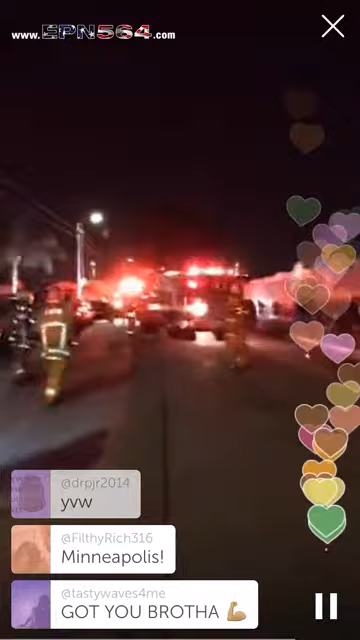 www.EPN564.com
@drpjr2014
yvw
@FilthyRich316
Minneapolis!
@tastywaves4me
GOT YOU BROTHA 💪🏽